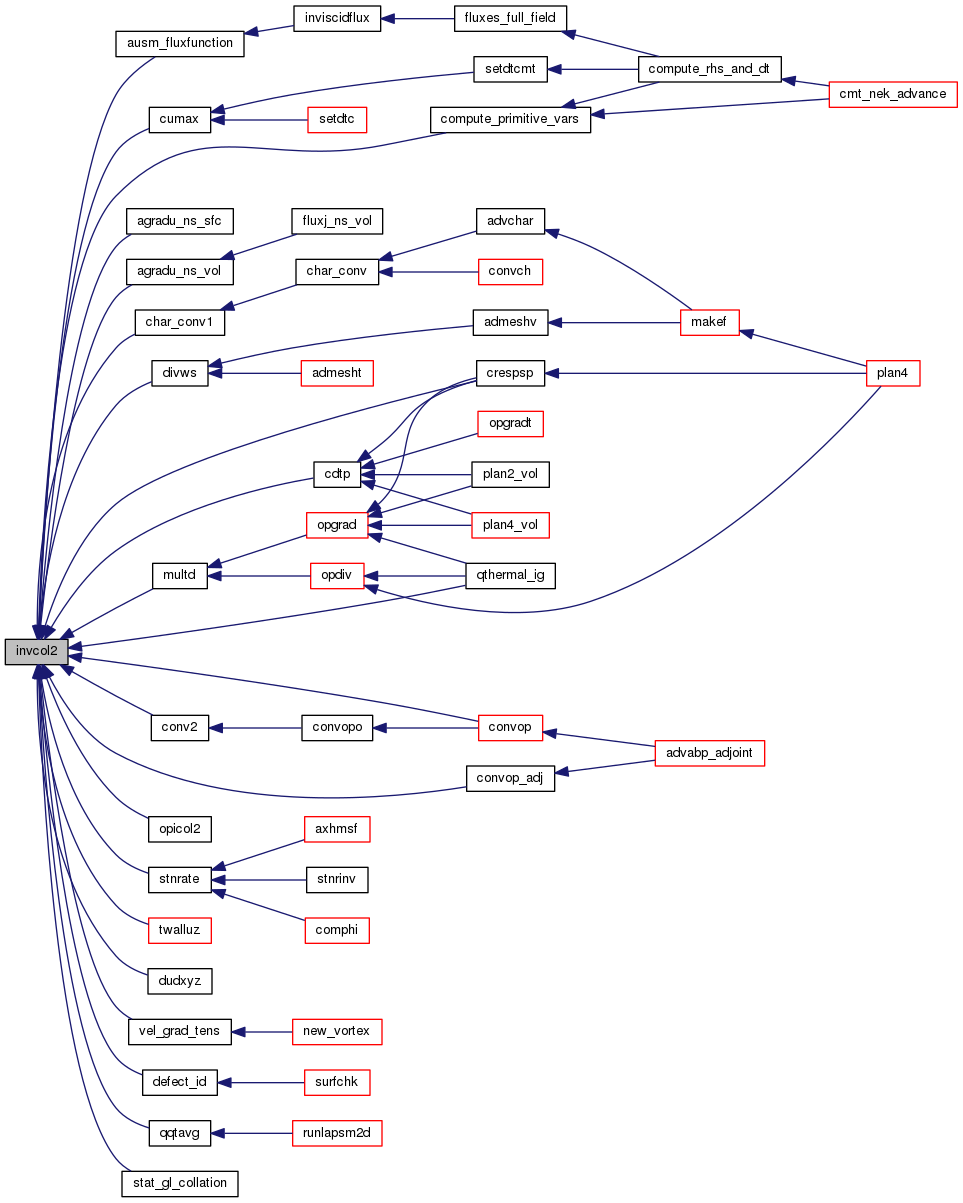 inviscidflux
fluxes_full_field
ausm_fluxfunction
setdtcmt
compute_rhs_and_dt
cmt_nek_advance
cumax
setdtc
compute_primitive_vars
agradu_ns_sfc
fluxj_ns_vol
advchar
agradu_ns_vol
char_conv
convch
char_conv1
admeshv
makef
divws
admesht
crespsp
plan4
opgradt
cdtp
plan2_vol
opgrad
plan4_vol
multd
opdiv
qthermal_ig
invcol2
conv2
convopo
convop
advabp_adjoint
convop_adj
opicol2
axhmsf
stnrate
stnrinv
twalluz
comphi
dudxyz
vel_grad_tens
new_vortex
defect_id
surfchk
qqtavg
runlapsm2d
stat_gl_collation